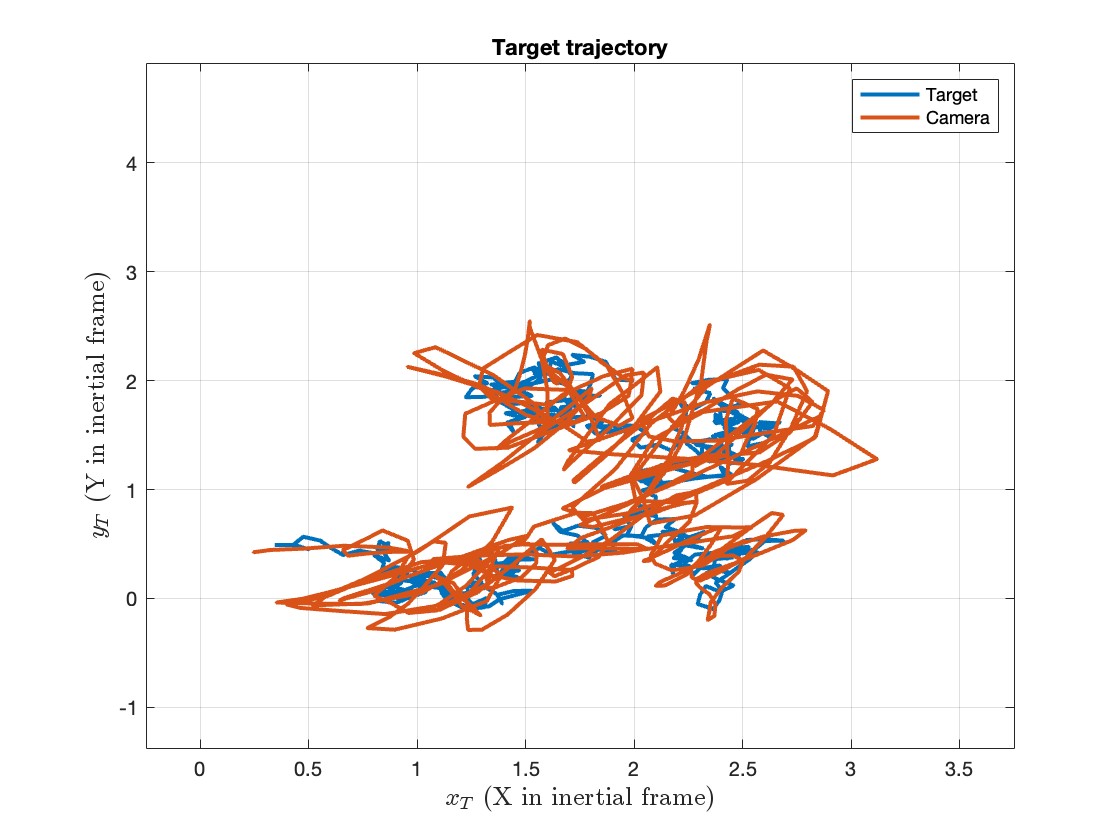 Target trajectory
Target
Camera
4
3
2
1
0
-1
y_T (Y in inertial frame)
0 0.5 1 1.5 2 2.5 3 3.5
x_T (X in inertial frame)